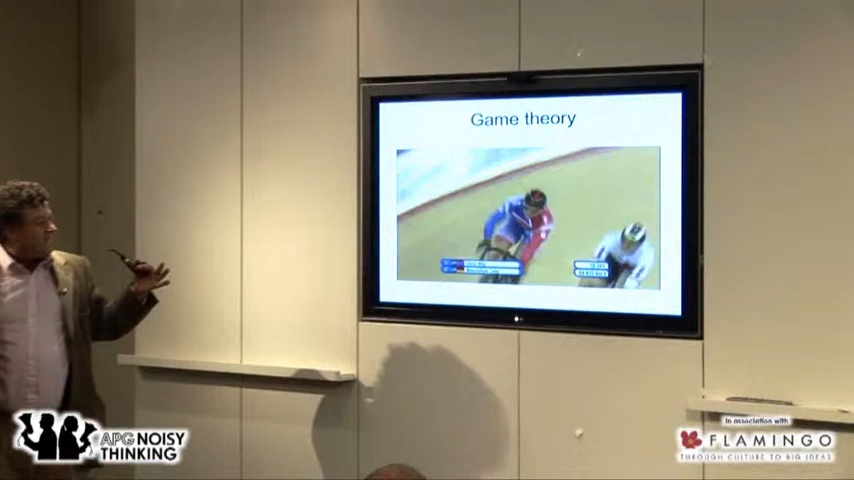 Game theory
APG NOISY
THINKING
In association with
FLAMINGO
THROUGH CULTURE TO BIG IDEAS